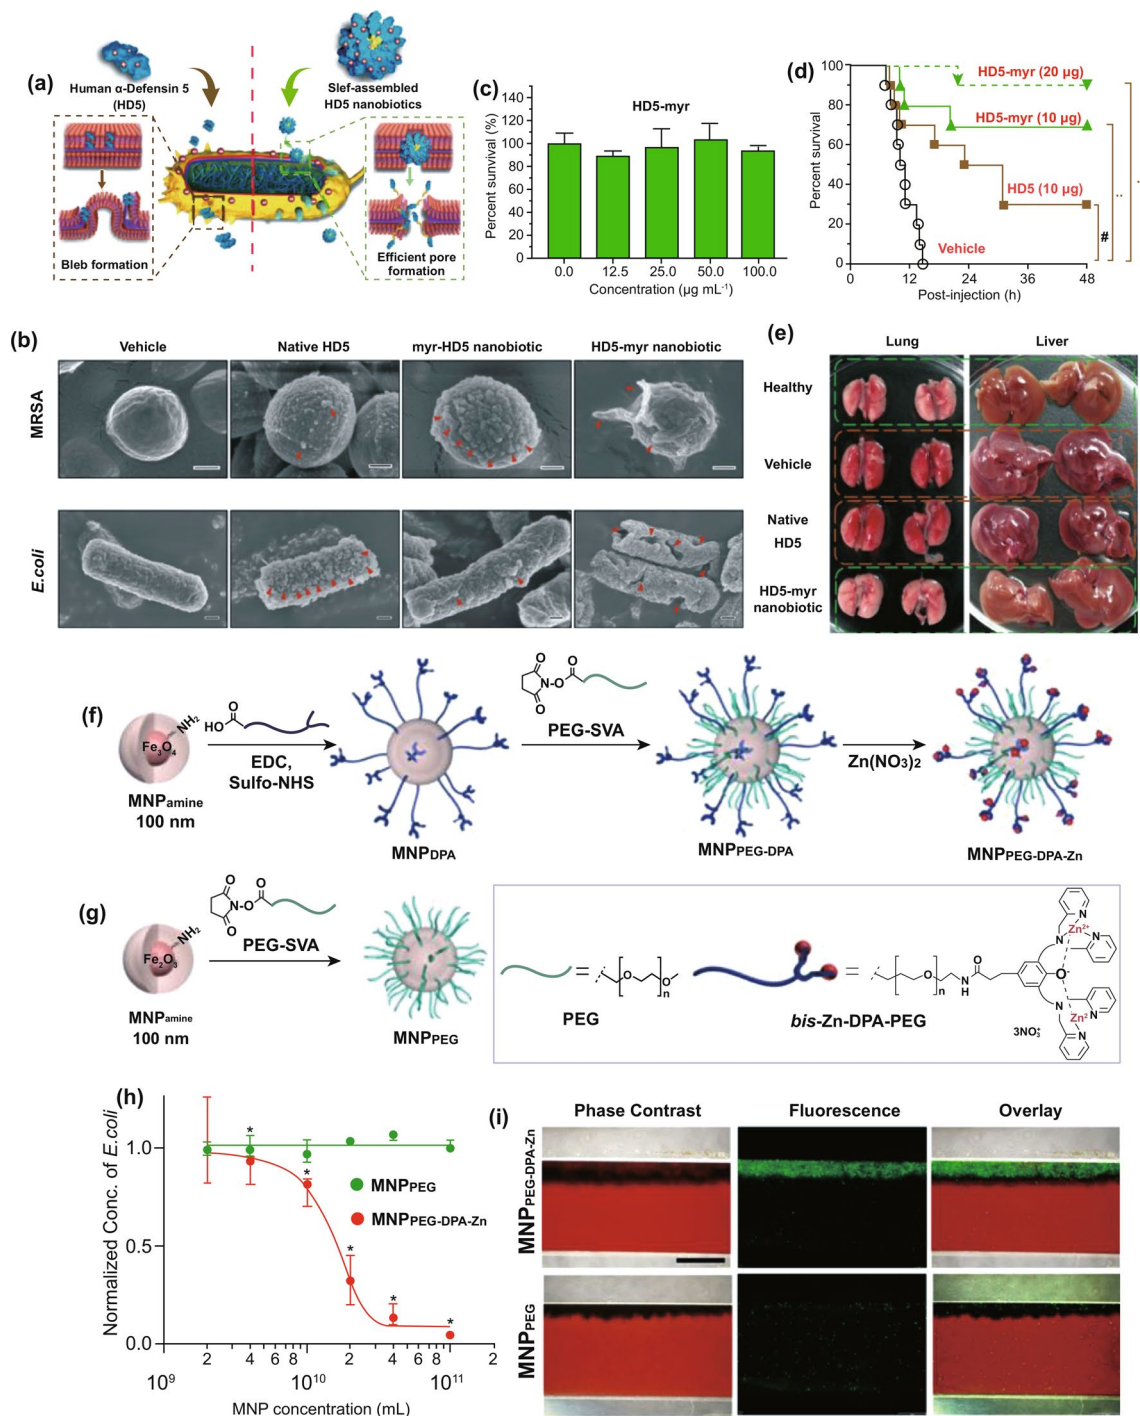 (a)
Human α-Defensin 5
(HD5)
Slef-assembled
HD5 nanobiotics
Bleb formation
Efficient pore
formation
(c)
HD5-myr
Percent survival (%)
140
120
100
80
60
40
20
0
0.0 12.5 25.0 50.0 100.0
Concentration (µg mL-1)
(d)
HD5-myr (20 µg)
HD5-myr (10 µg)
HD5 (10 µg)
Vehicle
#
**
*
Percent survival
100
80
60
40
20
0
0 12 24 36 48
Post-injection (h)
(b)
Vehicle Native HD5 myr-HD5 nanobiotic HD5-myr nanobiotic
MRSA
E.coli
(e)
Lung Liver
Healthy
Vehicle
Native
HD5
HD5-myr
nanobiotic
(f)
Fe3O4
NH2
MNPamine
100 nm
HO
O
EDC,
Sulfo-NHS
MNPDPA
O
O
N-O
O
PEG-SVA
MNPPEG-DPA
Zn(NO3)2
MNPPEG-DPA-Zn
(g)
Fe2O3
NH2
MNPamine
100 nm
O
O
N-O
O
PEG-SVA
MNPPEG
=
O
O
n
PEG
=
O
n
N
H
O
O-
N
N
N
Zn2+
N
N
N
Zn2
3NO3+
bis-Zn-DPA-PEG
(h)
Normalized Conc. of E.coli
1.0
0.5
0.0
* * * * *
MNPPEG
MNPPEG-DPA-Zn
2 4 6 8 2 4 6 8 2
109 1010 1011
MNP concentration (mL)
(i)
Phase Contrast Fluorescence Overlay
MNPPEG-DPA-Zn
MNPPEG